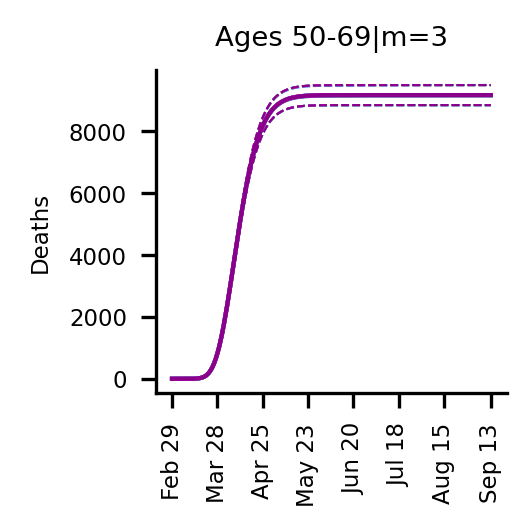 Ages 50-69|m=3
Deaths
8000
6000
4000
2000
0
Feb 29
Mar 28
Apr 25
May 23
Jun 20
Jul 18
Aug 15
Sep 13